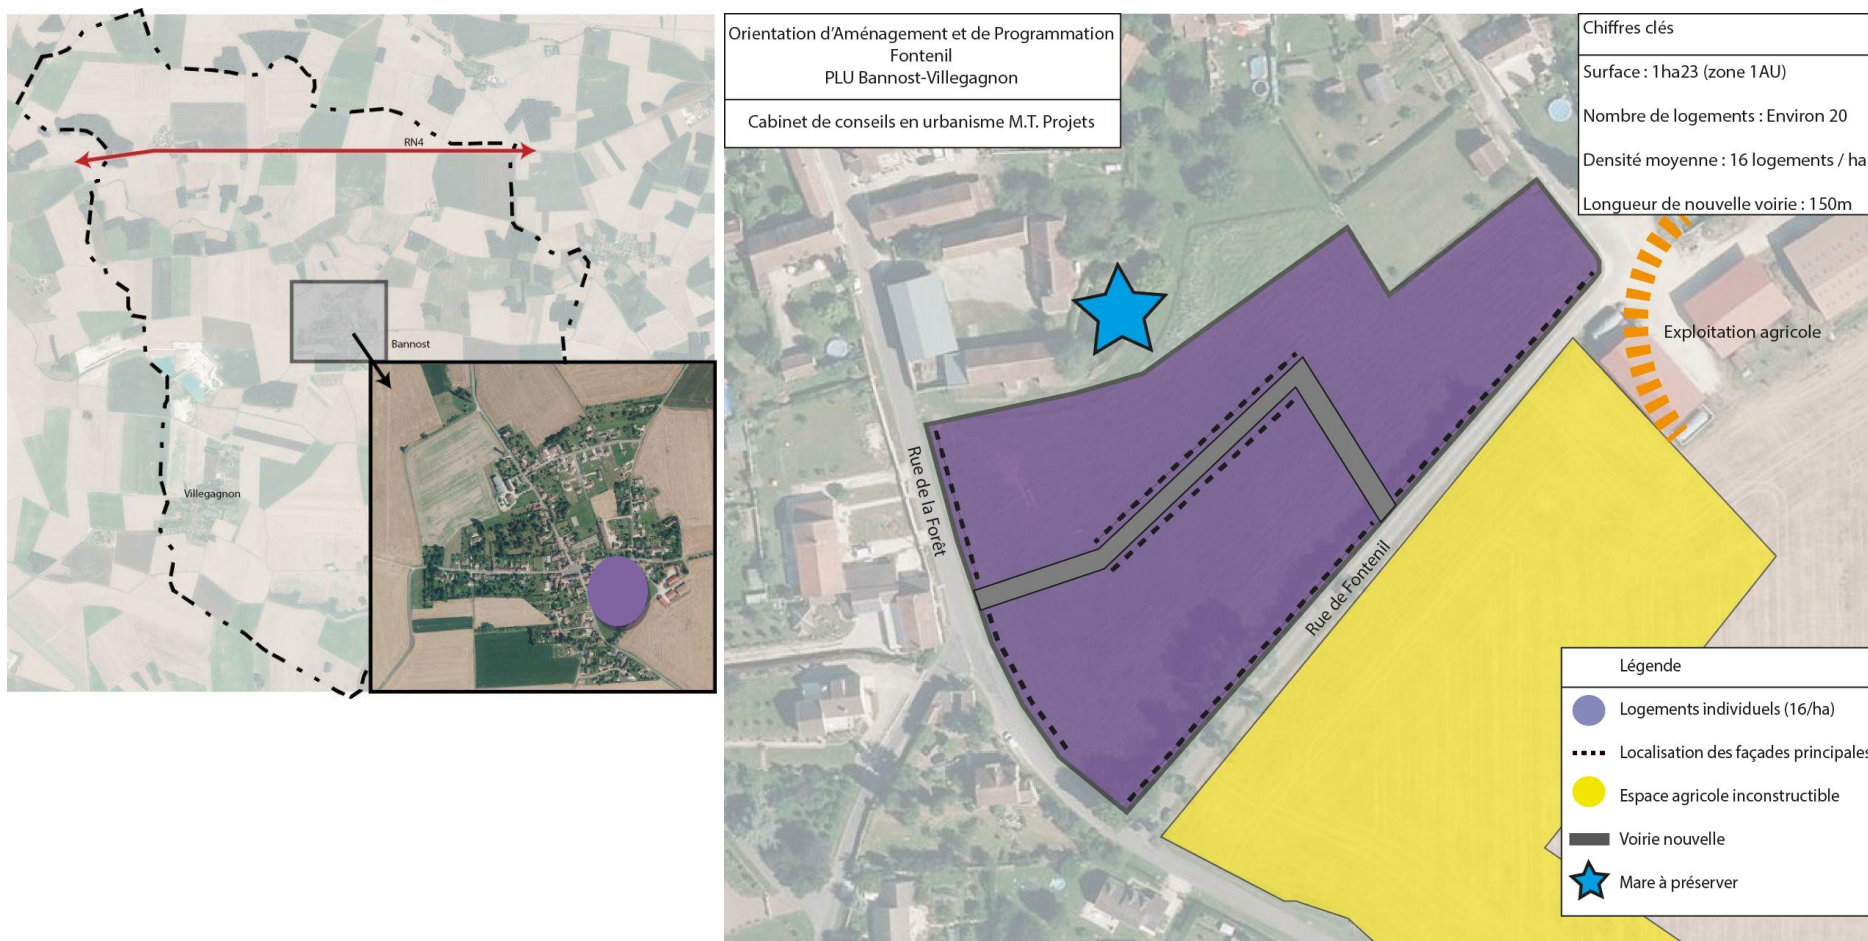 RN4
Bannost
Villegagnon
Orientation d'Aménagement et de Programmation
Fontenil
PLU Bannost-Villegagnon
Cabinet de conseils en urbanisme M.T. Projets
Chiffres clés
Surface : 1ha23 (zone 1AU)
Nombre de logements : Environ 20
Densité moyenne : 16 logements / ha
Longueur de nouvelle voirie : 150m
Exploitation agricole
Rue de la Forêt
Rue de Fontenil
Légende
Logements individuels (16/ha)
Localisation des façades principales
Espace agricole inconstructible
Voirie nouvelle
Mare à préserver